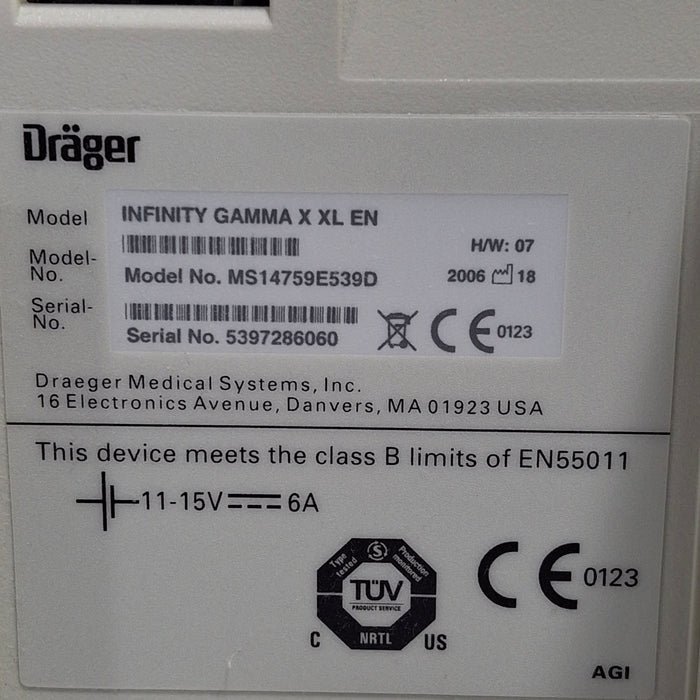 Dräger
Model INFINITY GAMMA X XL EN
H/W: 07
Model-
No. Model No. MS14759E539D 2006 18
Serial-
No. Serial No. 5397286060 CE 0123
Draeger Medical Systems, Inc.
16 Electronics Avenue, Danvers, MA 01923 USA
This device meets the class B limits of EN55011
11-15V 6A
Type tested S Production monitored
TÜV
PRODUCT SERVICE
C NRTL US
CE 0123
AGI